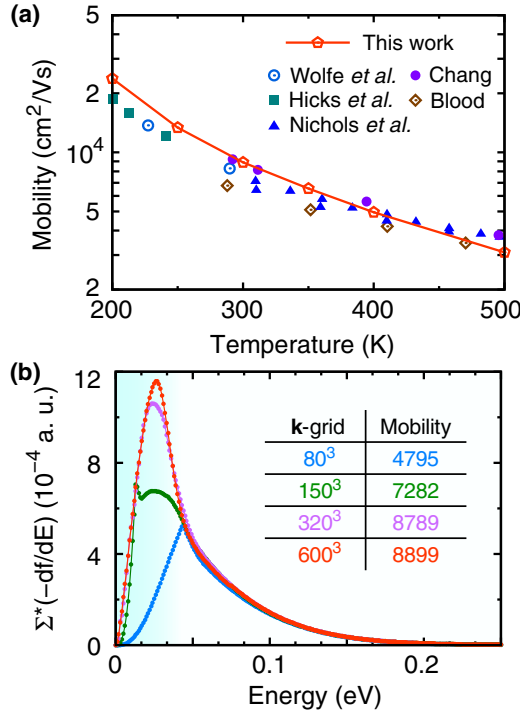 (a)
Mobility (cm²/Vs)
5
2
10⁴
5
2
This work
Wolfe et al.
Chang
Hicks et al.
Blood
Nichols et al.
200
300
400
500
Temperature (K)
(b)
Σ*(-df/dE) (10⁻⁴ a. u.)
12
8
4
0
k-grid Mobility
80³ 4795
150³ 7282
320³ 8789
600³ 8899
0
0.1
0.2
Energy (eV)